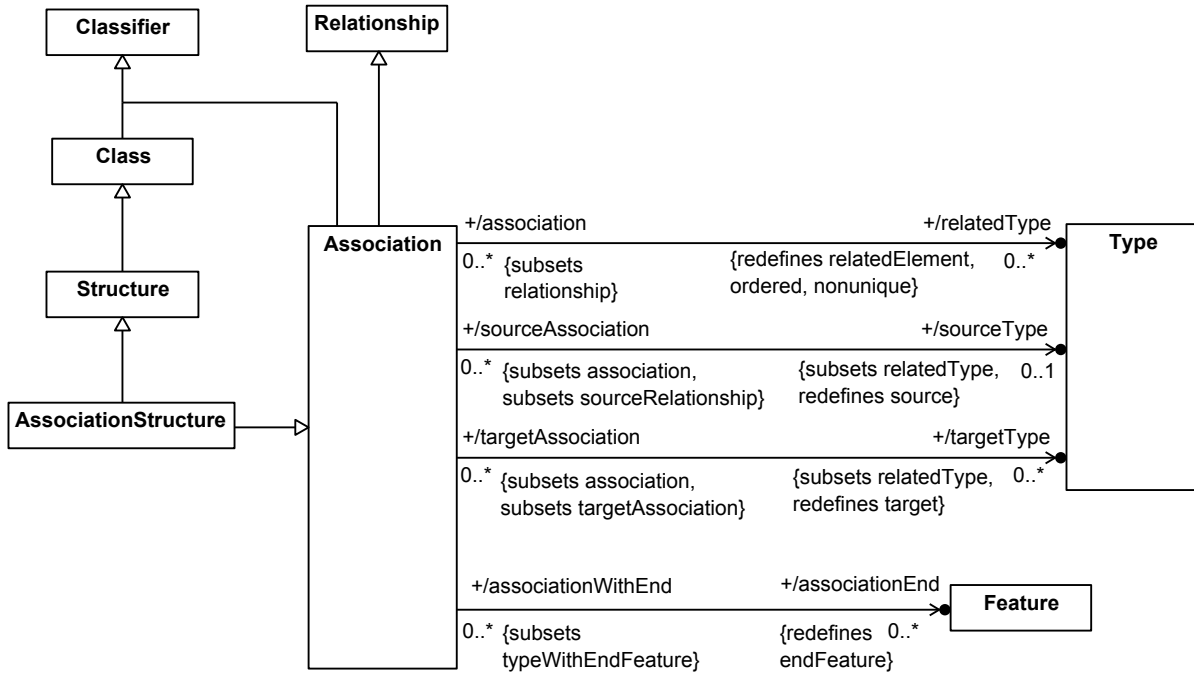 Classifier
Relationship
Class
Structure
AssociationStructure
Association
Type
+/association
+/relatedType
0..*
{subsets
relationship}
{redefines relatedElement,
ordered, nonunique}
0..*
+/sourceAssociation
+/sourceType
0..*
{subsets association,
subsets sourceRelationship}
{subsets relatedType,
redefines source}
0..1
+/targetAssociation
+/targetType
0..*
{subsets association,
subsets targetAssociation}
{subsets relatedType,
redefines target}
0..*
+/associationWithEnd
+/associationEnd
0..*
{subsets
typeWithEndFeature}
{redefines
endFeature}
0..*
Feature